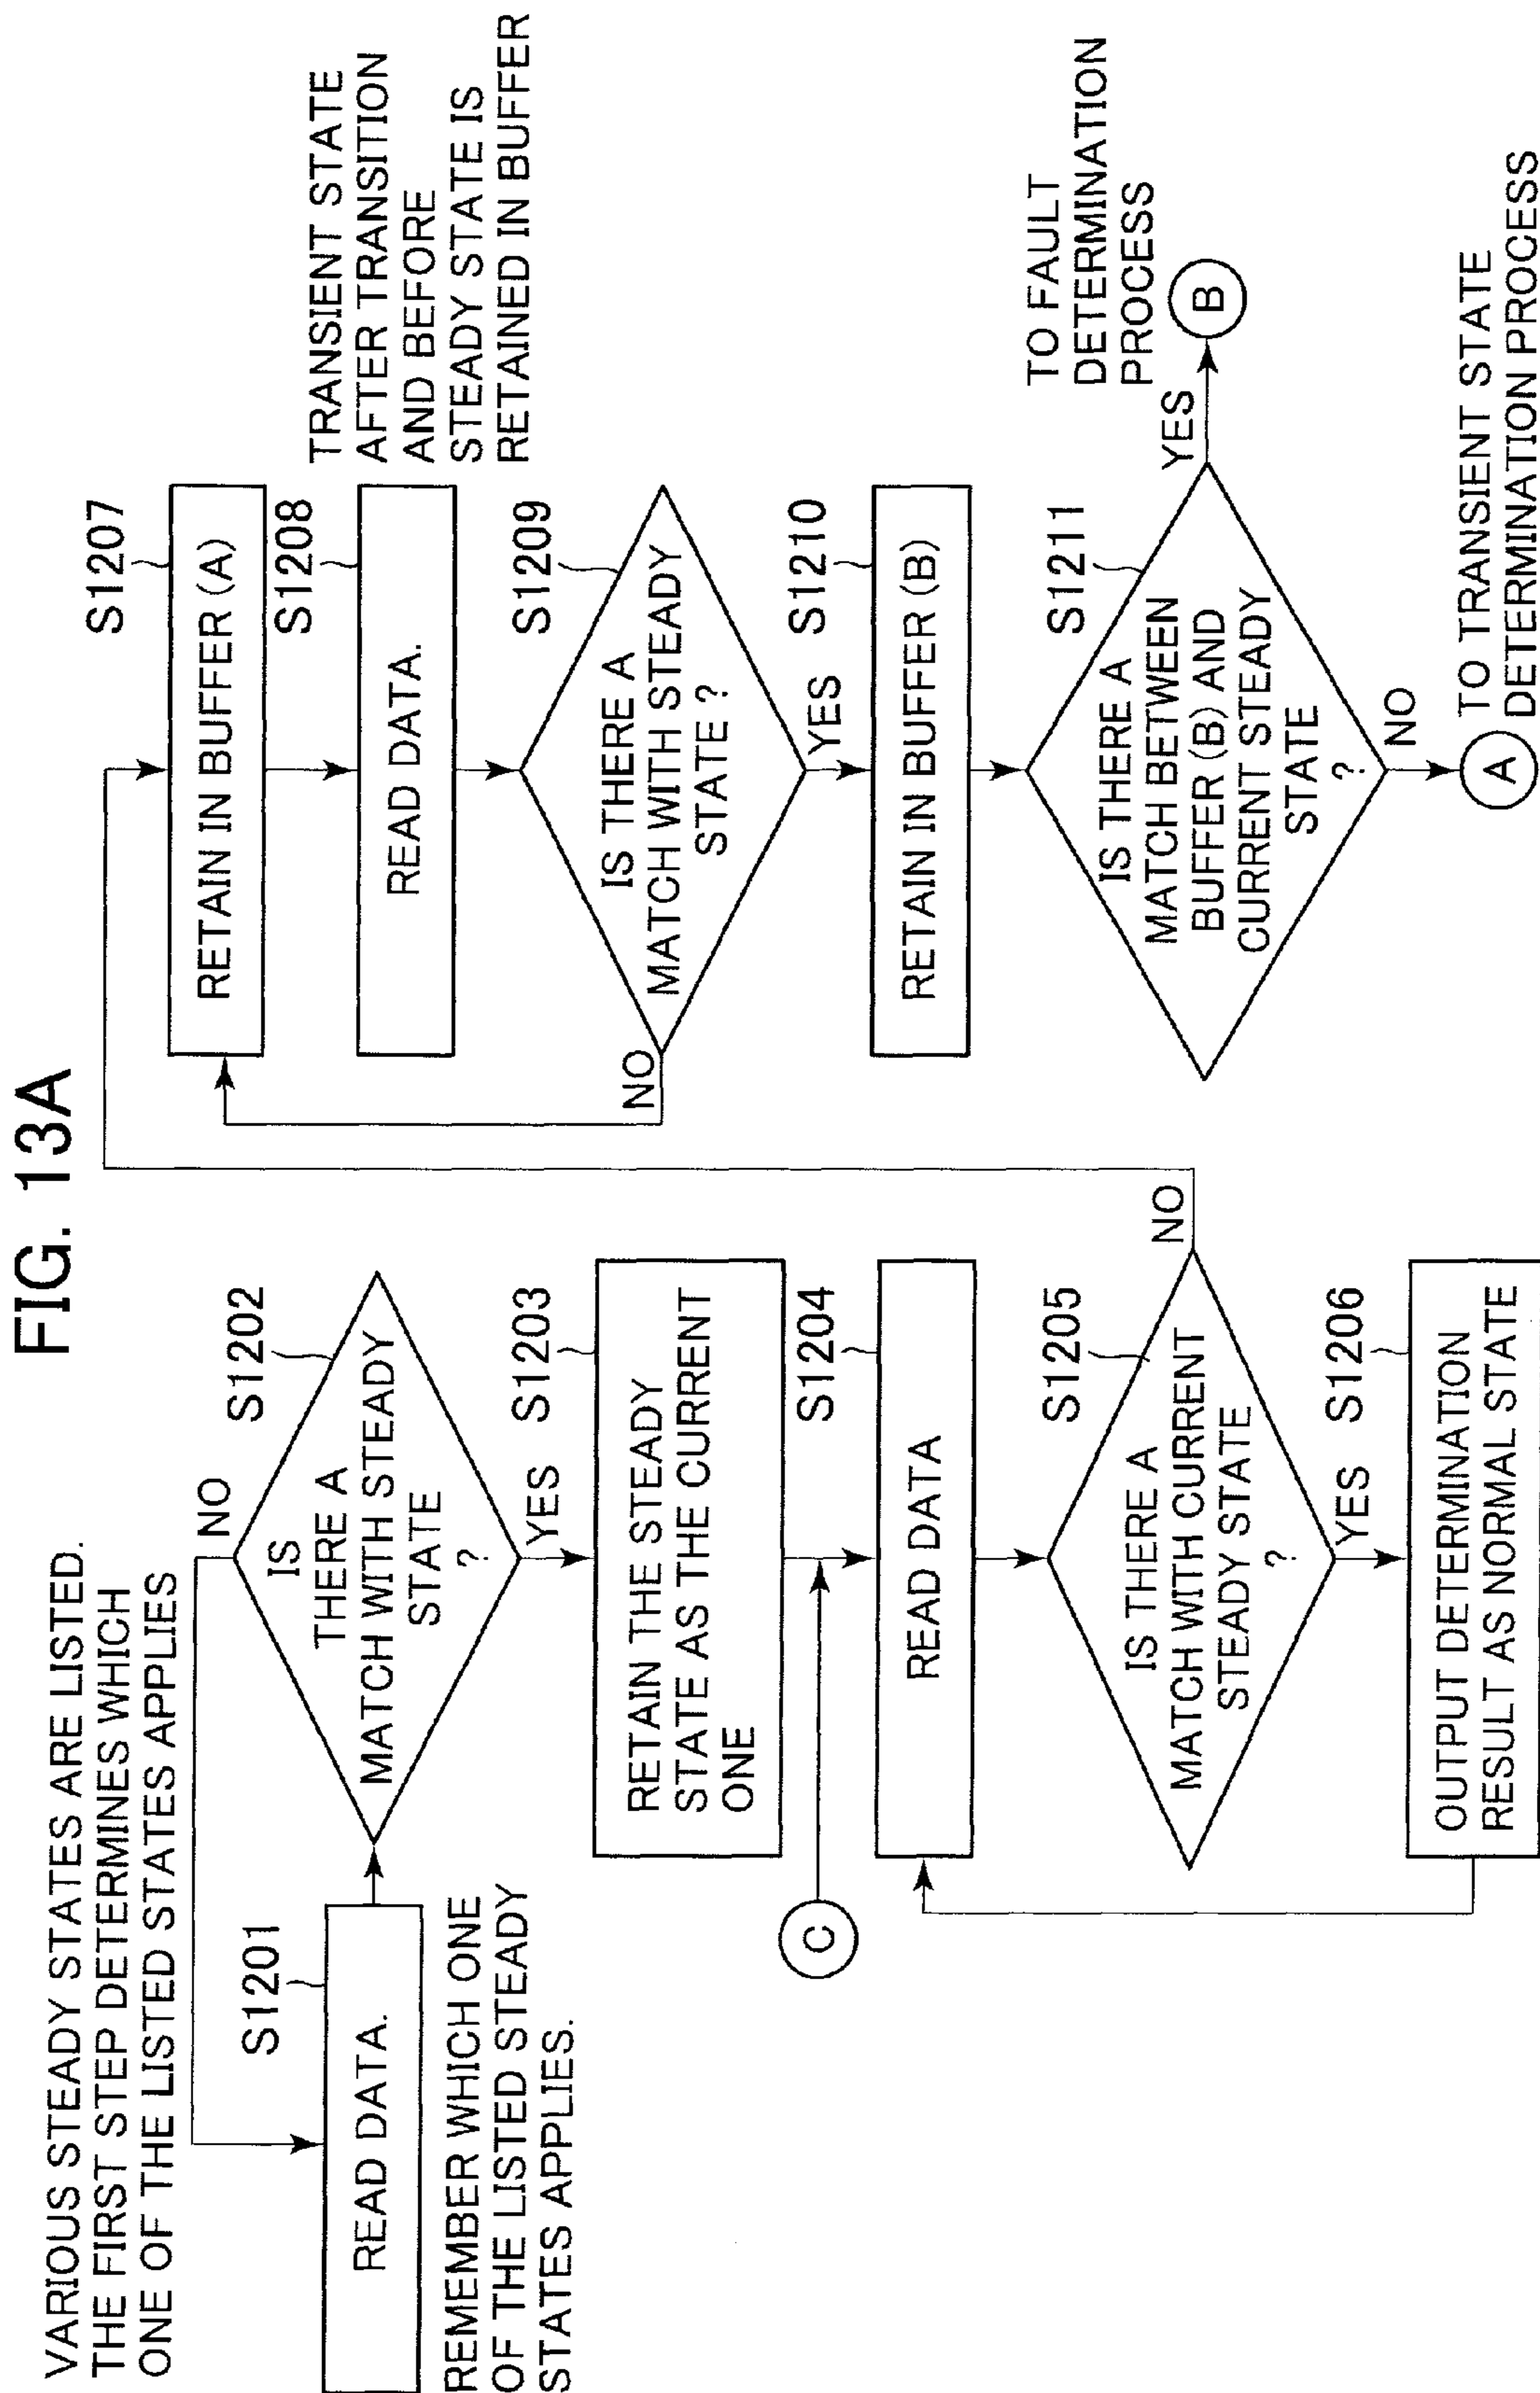 FIG. 13A
VARIOUS STEADY STATES ARE LISTED.
THE FIRST STEP DETERMINES WHICH
ONE OF THE LISTED STATES APPLIES
S1201
READ DATA.
REMEMBER WHICH ONE
OF THE LISTED STEADY
STATES APPLIES.
NO
S1202
IS
THERE A
MATCH WITH STEADY
STATE
?
YES
S1203
RETAIN THE STEADY
STATE AS THE CURRENT
ONE
C
S1204
READ DATA
S1205
IS THERE A
MATCH WITH CURRENT
STEADY STATE
?
NO
YES
S1206
OUTPUT DETERMINATION
RESULT AS NORMAL STATE
S1207
RETAIN IN BUFFER (A)
S1208
READ DATA.
TRANSIENT STATE
AFTER TRANSITION
AND BEFORE
STEADY STATE IS
RETAINED IN BUFFER
S1209
IS THERE A
MATCH WITH STEADY
STATE ?
NO
YES
S1210
RETAIN IN BUFFER (B)
S1211
IS THERE A
MATCH BETWEEN
BUFFER (B) AND
CURRENT STEADY
STATE
?
YES
TO FAULT
DETERMINATION
PROCESS
B
NO
A
TO TRANSIENT STATE
DETERMINATION PROCESS